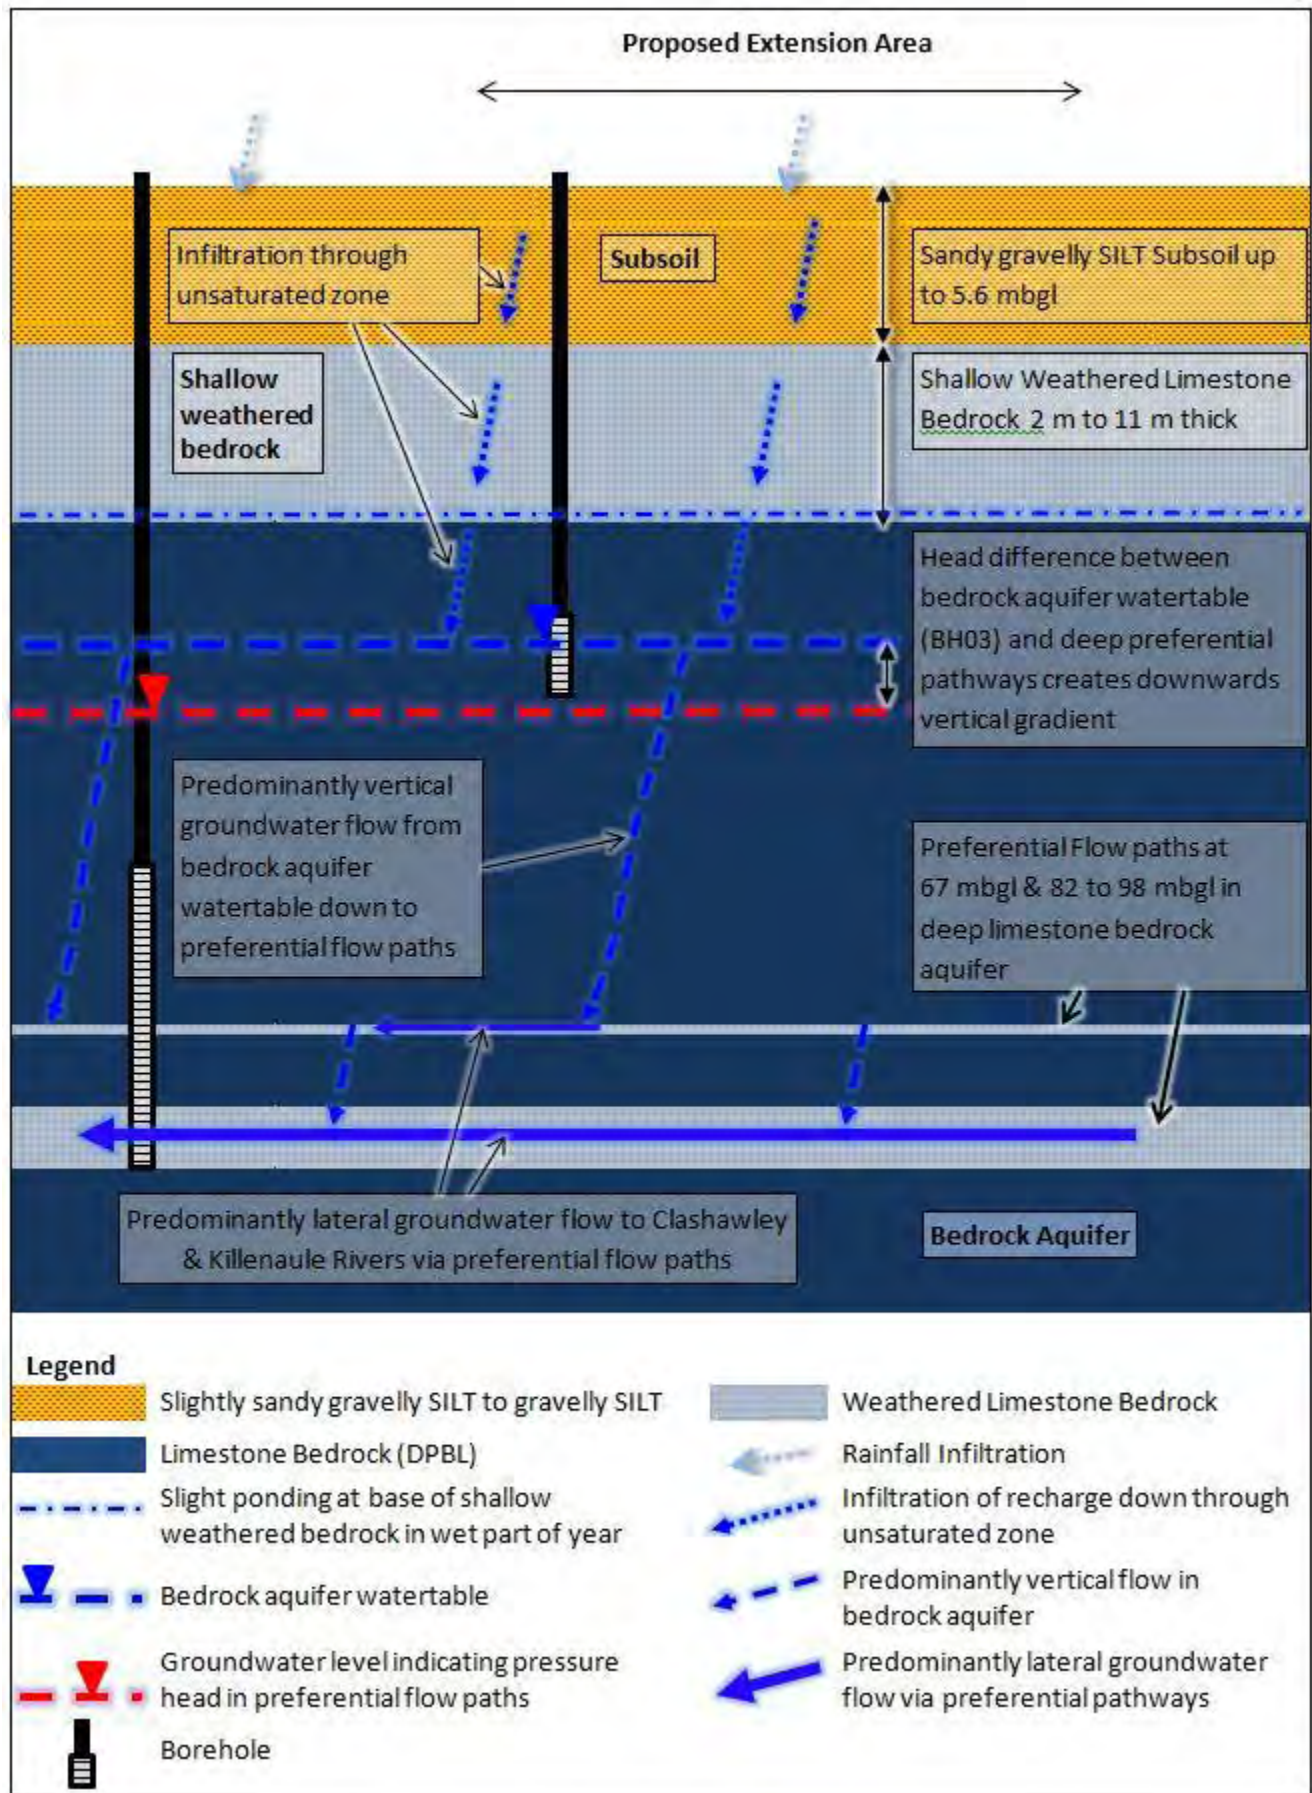 Proposed Extension Area
Infiltration through
unsaturated zone
Subsoil
Sandy gravelly SILT Subsoil up
to 5.6 mbgl
Shallow
weathered
bedrock
Shallow Weathered Limestone
Bedrock 2 m to 11 m thick
Head difference between
bedrock aquifer watertable
(BH03) and deep preferential
pathways creates downwards
vertical gradient
Predominantly vertical
groundwater flow from
bedrock aquifer
watertable down to
preferential flow paths
Preferential Flow paths at
67 mbgl & 82 to 98 mbgl in
deep limestone bedrock
aquifer
Predominantly lateral groundwater flow to Clashawley
& Killenaule Rivers via preferential flow paths
Bedrock Aquifer
Legend
Slightly sandy gravelly SILT to gravelly SILT
Limestone Bedrock (DPBL)
Slight ponding at base of shallow
weathered bedrock in wet part of year
Bedrock aquifer watertable
Groundwater level indicating pressure
head in preferential flow paths
Borehole
Weathered Limestone Bedrock
Rainfall Infiltration
Infiltration of recharge down through
unsaturated zone
Predominantly vertical flow in
bedrock aquifer
Predominantly lateral groundwater
flow via preferential pathways